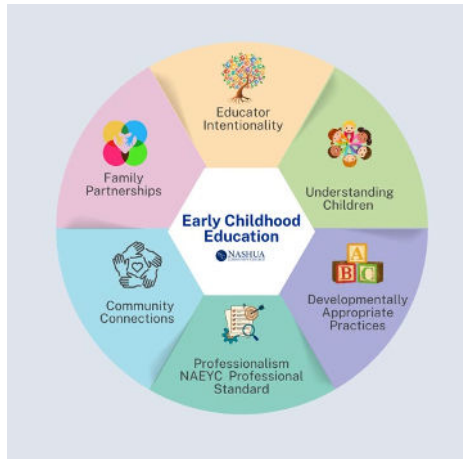 Educator
Intentionality
Understanding
Children
Developmentally
Appropriate
Practices
Professionalism
NAEYC Professional
Standard
Community
Connections
Family
Partnerships
Early Childhood
Education
NASHUA
A
B
C